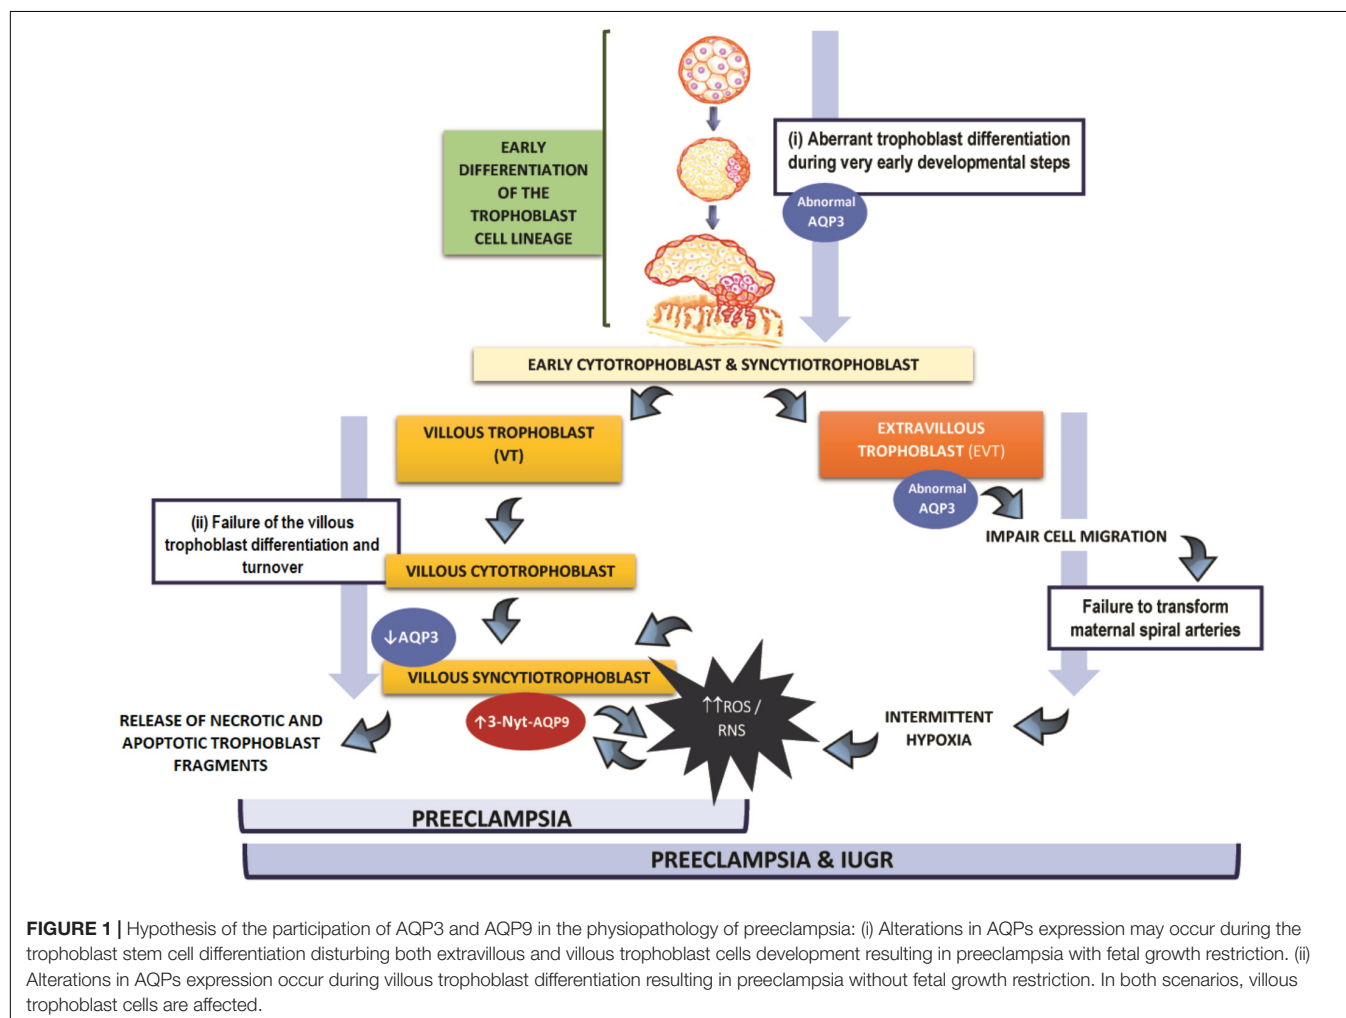 EARLY
DIFFERENTIATION
OF THE
TROPHOBLAST
CELL LINEAGE
(i) Aberrant trophoblast differentiation
during very early developmental steps
Abnormal
AQP3
EARLY CYTOTROPHOBLAST & SYNCYTIOTROPHOBLAST
VILLOUS TROPHOBLAST
(VT)
EXTRAVILLOUS
TROPHOBLAST (EVT)
Abnormal
AQP3
IMPAIR CELL MIGRATION
(ii) Failure of the villous
trophoblast differentiation and
turnover
VILLOUS CYTOTROPHOBLAST
Failure to transform
maternal spiral arteries
↓AQP3
VILLOUS SYNCYTIOTROPHOBLAST
↑3-Nyt-AQP9
↑↑ROS /
RNS
INTERMITTENT
HYPOXIA
RELEASE OF NECROTIC AND
APOPTOTIC TROPHOBLAST
FRAGMENTS
PREECLAMPSIA
PREECLAMPSIA & IUGR
FIGURE 1 | Hypothesis of the participation of AQP3 and AQP9 in the physiopathology of preeclampsia: (i) Alterations in AQPs expression may occur during the
trophoblast stem cell differentiation disturbing both extravillous and villous trophoblast cells development resulting in preeclampsia with fetal growth restriction. (ii)
Alterations in AQPs expression occur during villous trophoblast differentiation resulting in preeclampsia without fetal growth restriction. In both scenarios, villous
trophoblast cells are affected.